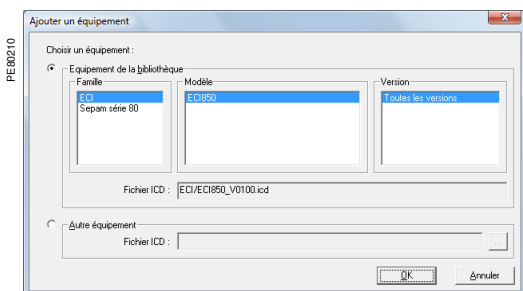 Ajouter un équipement
PE80210
Choisir un équipement :
Equipement de la bibliothèque
Famille
Modèle
Version
ECI
ECI850
Toutes les versions
Sepam série 80
Fichier ICD : ECI/ECI850_V0100.icd
Autre équipement
Fichier ICD :
...
OK
Annuler